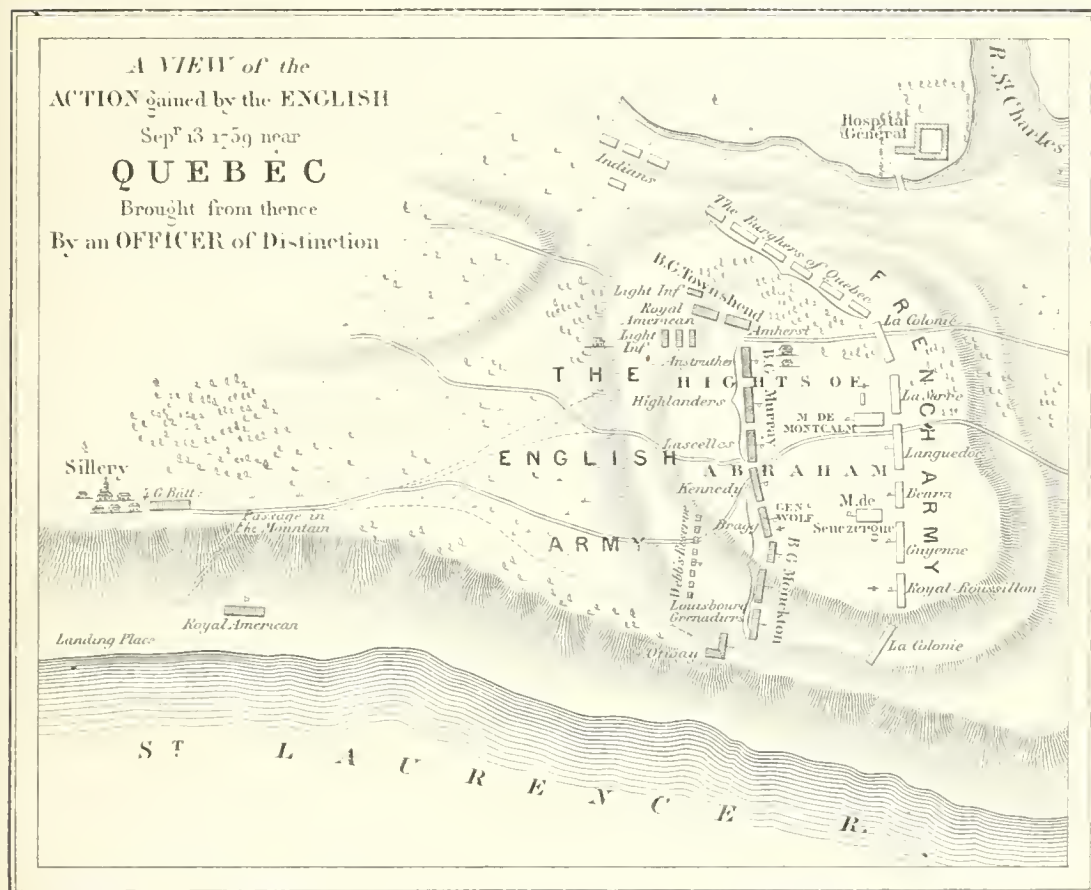 A VIEW of the
ACTION gained by the ENGLISH
Sepr 13 1759 near
QUEBEC
Brought from thence
By an OFFICER of Distinction
R. St. Charles
Hospital
General
Indians
The Burghers of Quebec
FRENCH ARMY
B.G. Townshend
Light Inf
Royal
American
Amherst
La Colonie
Light
Inf
Anstruther
THE
HIGHTS OF
Highlanders
B.G. Murray
La Sarre
M. DE
MONTCALM
Lascelles
Languedoc
ENGLISH
ABRAHAM
Sillery
Kennedy
Bearn
Passage in
the Mountain
GENL
WOLF
M. de
Senezergue
Bragg
ARMY
Guyenne
Webb's Reserve
B.G. Monckton
Royal-Roussillon
Louisbourg
Grenadiers
Royal American
Landing Place
Otway
La Colonie
ST LAURENCE R.